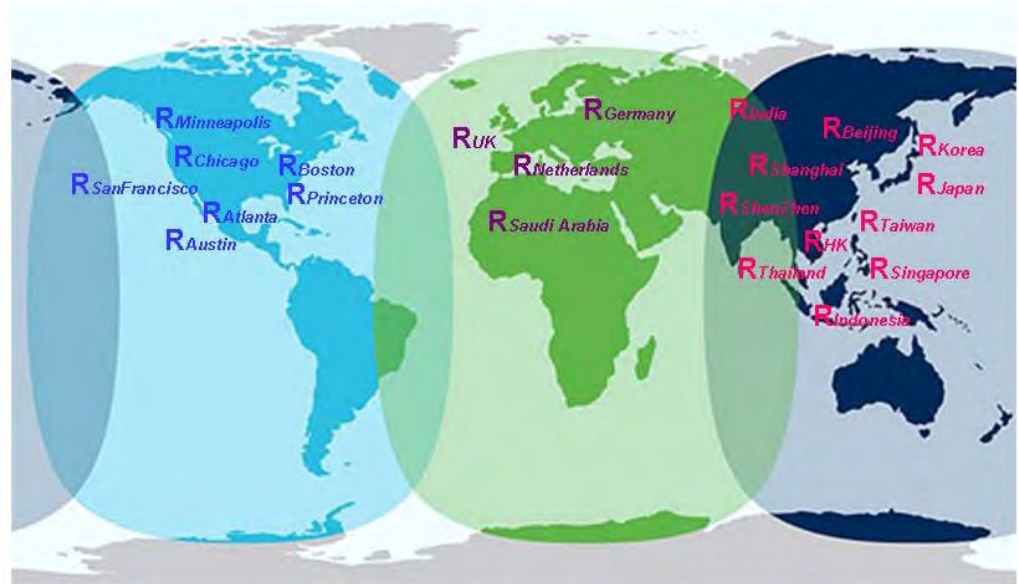 RMinneapolis
RChicago
RBoston
RSanFrancisco
RPrinceton
RAtlanta
RAustin
RUK
RGermany
RNetherlands
RSaudi Arabia
RIndia
RBeijing
RKorea
RShanghai
RJapan
RShenZhen
RTaiwan
RHK
RThailand
RSingapore
RIndonesia